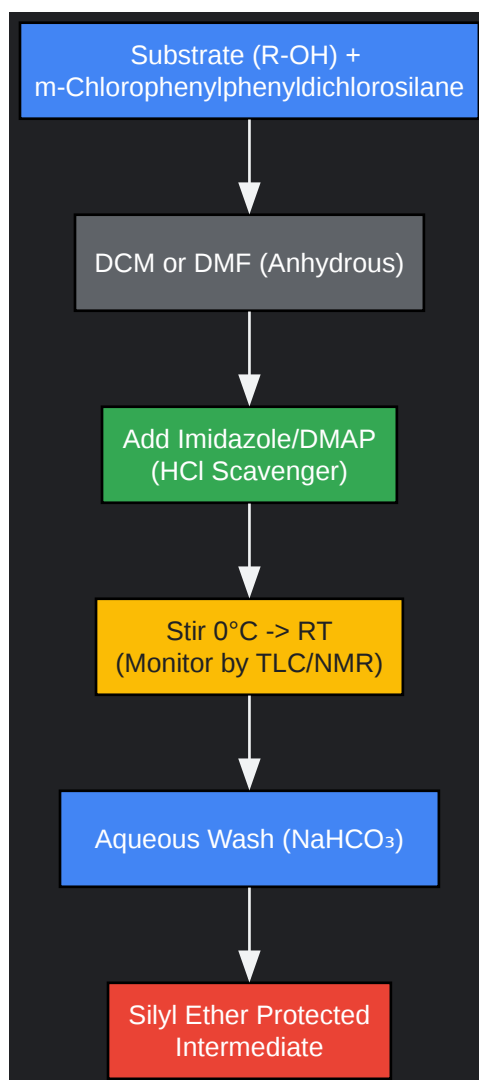 Substrate (R-OH) +
m-Chlorophenylphenyldichlorosilane
DCM or DMF (Anhydrous)
Add Imidazole/DMAP
(HCl Scavenger)
Stir 0°C -> RT
(Monitor by TLC/NMR)
Aqueous Wash (NaHCO₃)
Silyl Ether Protected
Intermediate